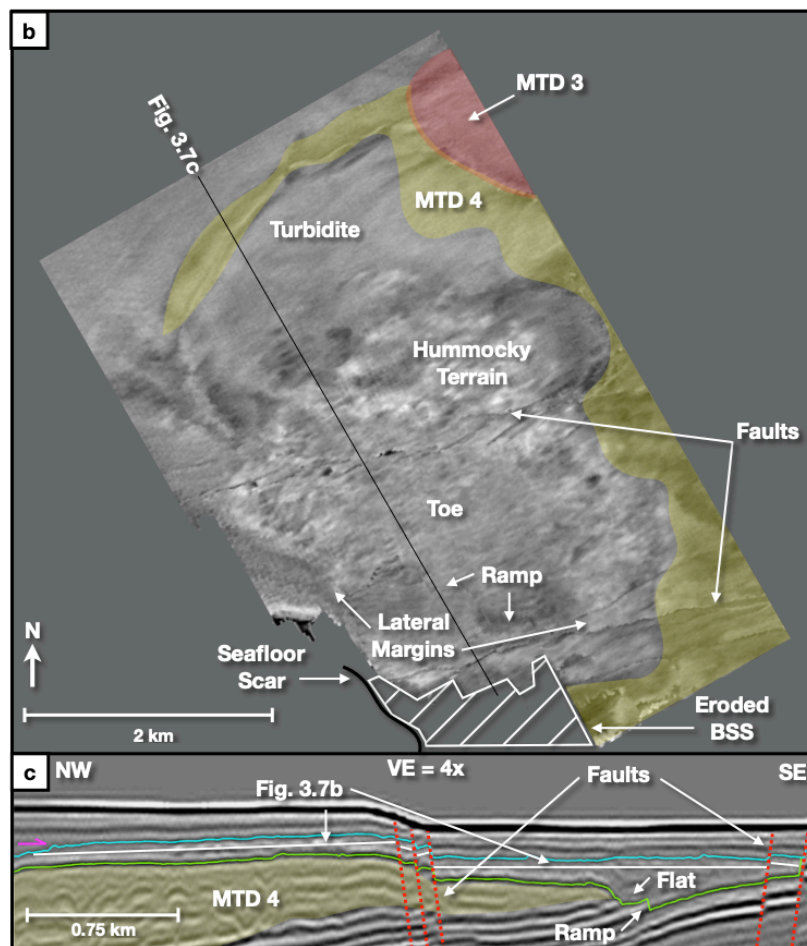 b
MTD 3
Fig. 3.7c
MTD 4
Turbidite
Hummocky
Terrain
Faults
Toe
Ramp
Lateral
Margins
N
Seafloor
Scar
2 km
Eroded
BSS
c
NW
VE = 4x
SE
Fig. 3.7b
Faults
MTD 4
Flat
Ramp
0.75 km